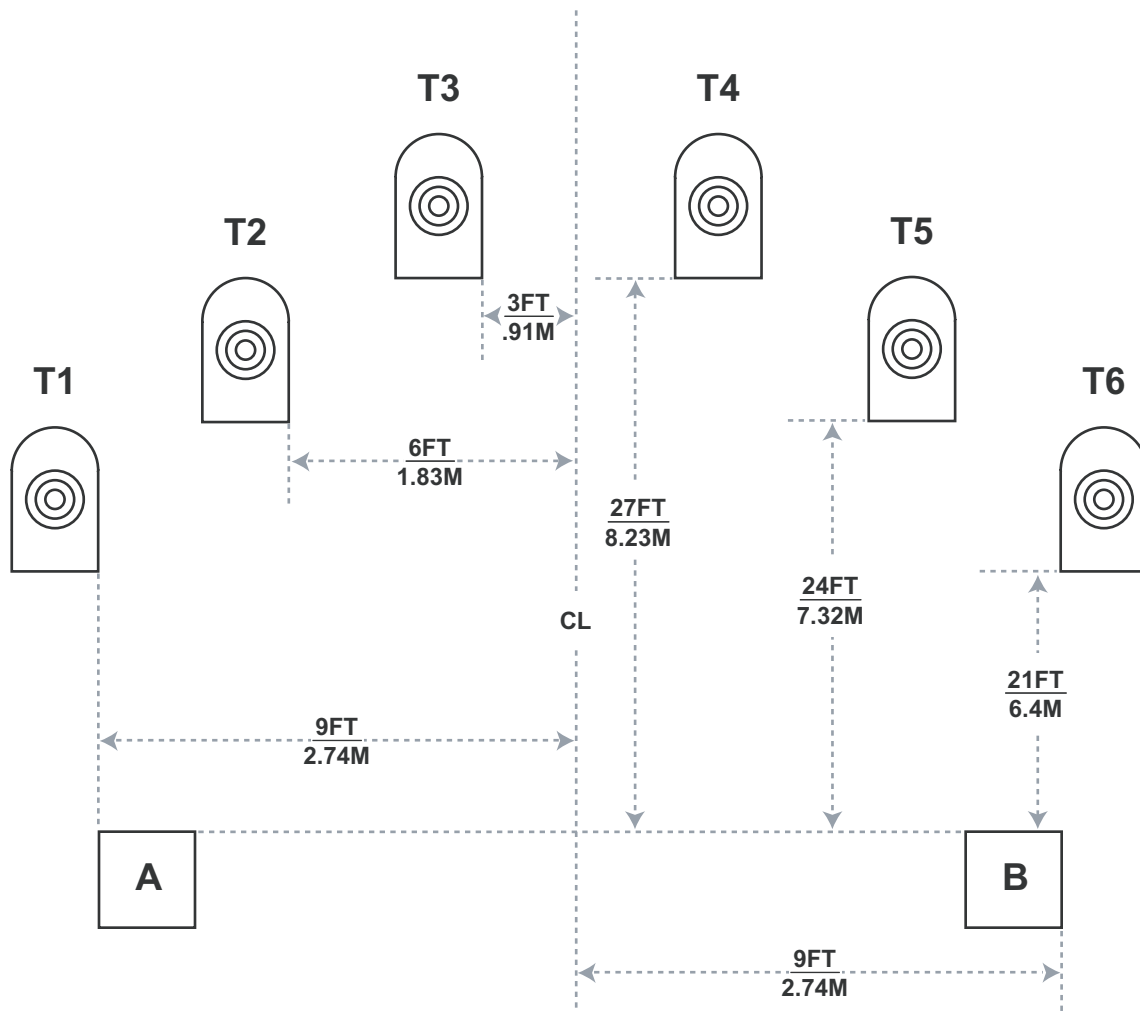 T3
T4
T2
T5
3FT
.91M
T1
T6
6FT
1.83M
27FT
8.23M
24FT
7.32M
CL
21FT
6.4M
9FT
2.74M
A
B
9FT
2.74M